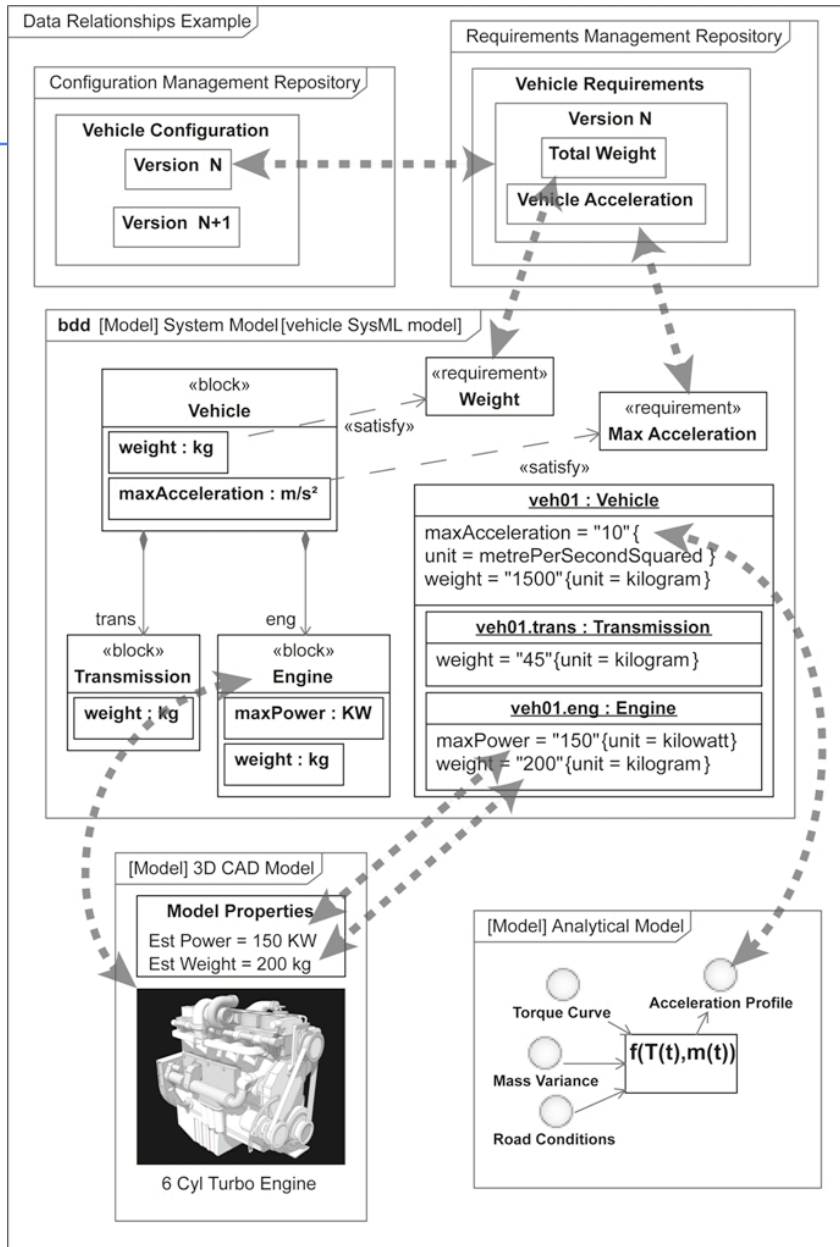 Data Relationships Example
Configuration Management Repository
Vehicle Configuration
Version N
Version N+1
Requirements Management Repository
Vehicle Requirements
Version N
Total Weight
Vehicle Acceleration
bdd [Model] System Model[vehicle SysML model]
«block»
Vehicle
weight : kg
maxAcceleration : m/s²
«satisfy»
«requirement»
Weight
«satisfy»
«requirement»
Max Acceleration
trans
eng
«block»
Transmission
weight : kg
«block»
Engine
maxPower : KW
weight : kg
veh01 : Vehicle
maxAcceleration = "10"{
unit = metrePerSecondSquared }
weight = "1500"{unit = kilogram}
veh01.trans : Transmission
weight = "45"{unit = kilogram}
veh01.eng : Engine
maxPower = "150"{unit = kilowatt}
weight = "200"{unit = kilogram}
[Model] 3D CAD Model
Model Properties
Est Power = 150 KW
Est Weight = 200 kg
6 Cyl Turbo Engine
[Model] Analytical Model
Torque Curve
Acceleration Profile
f(T(t),m(t))
Mass Variance
Road Conditions